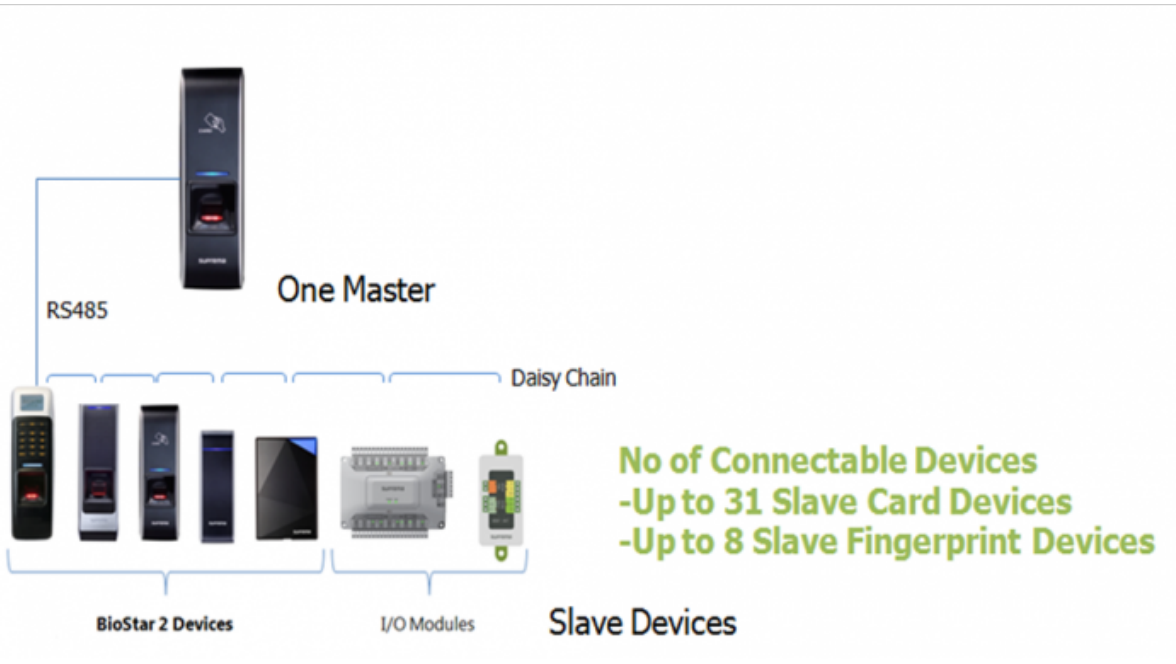 One Master
RS485
Daisy Chain
No of Connectable Devices
-Up to 31 Slave Card Devices
-Up to 8 Slave Fingerprint Devices
BioStar 2 Devices
I/O Modules
Slave Devices